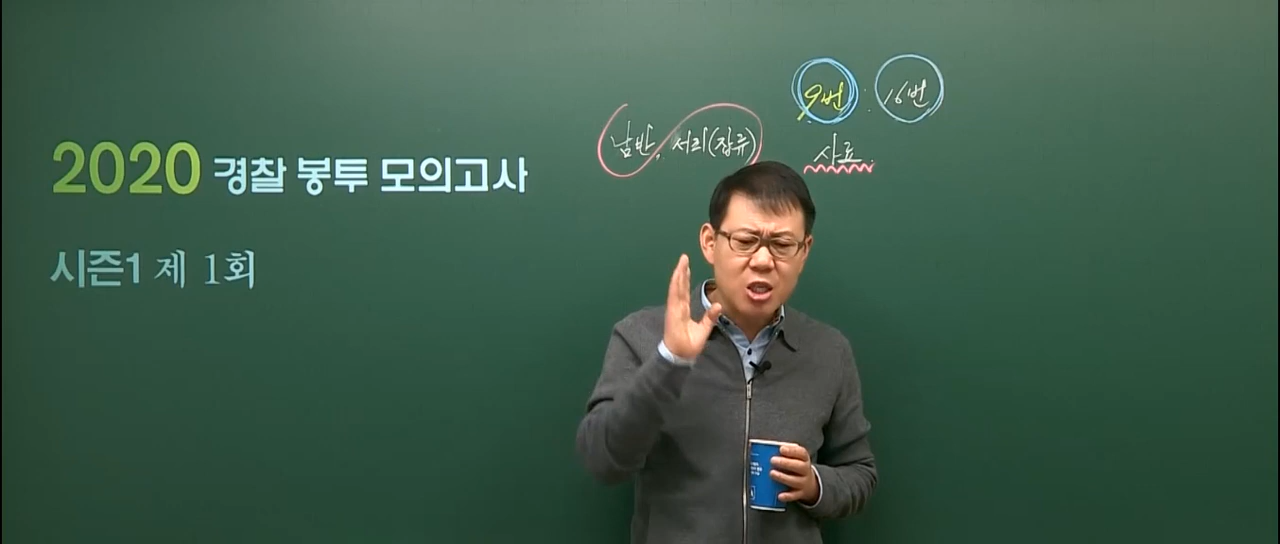 2020 경찰 봉투 모의고사
시즌1 제 1회
9번 : 16번
남반, 서리(잡류)
사료.